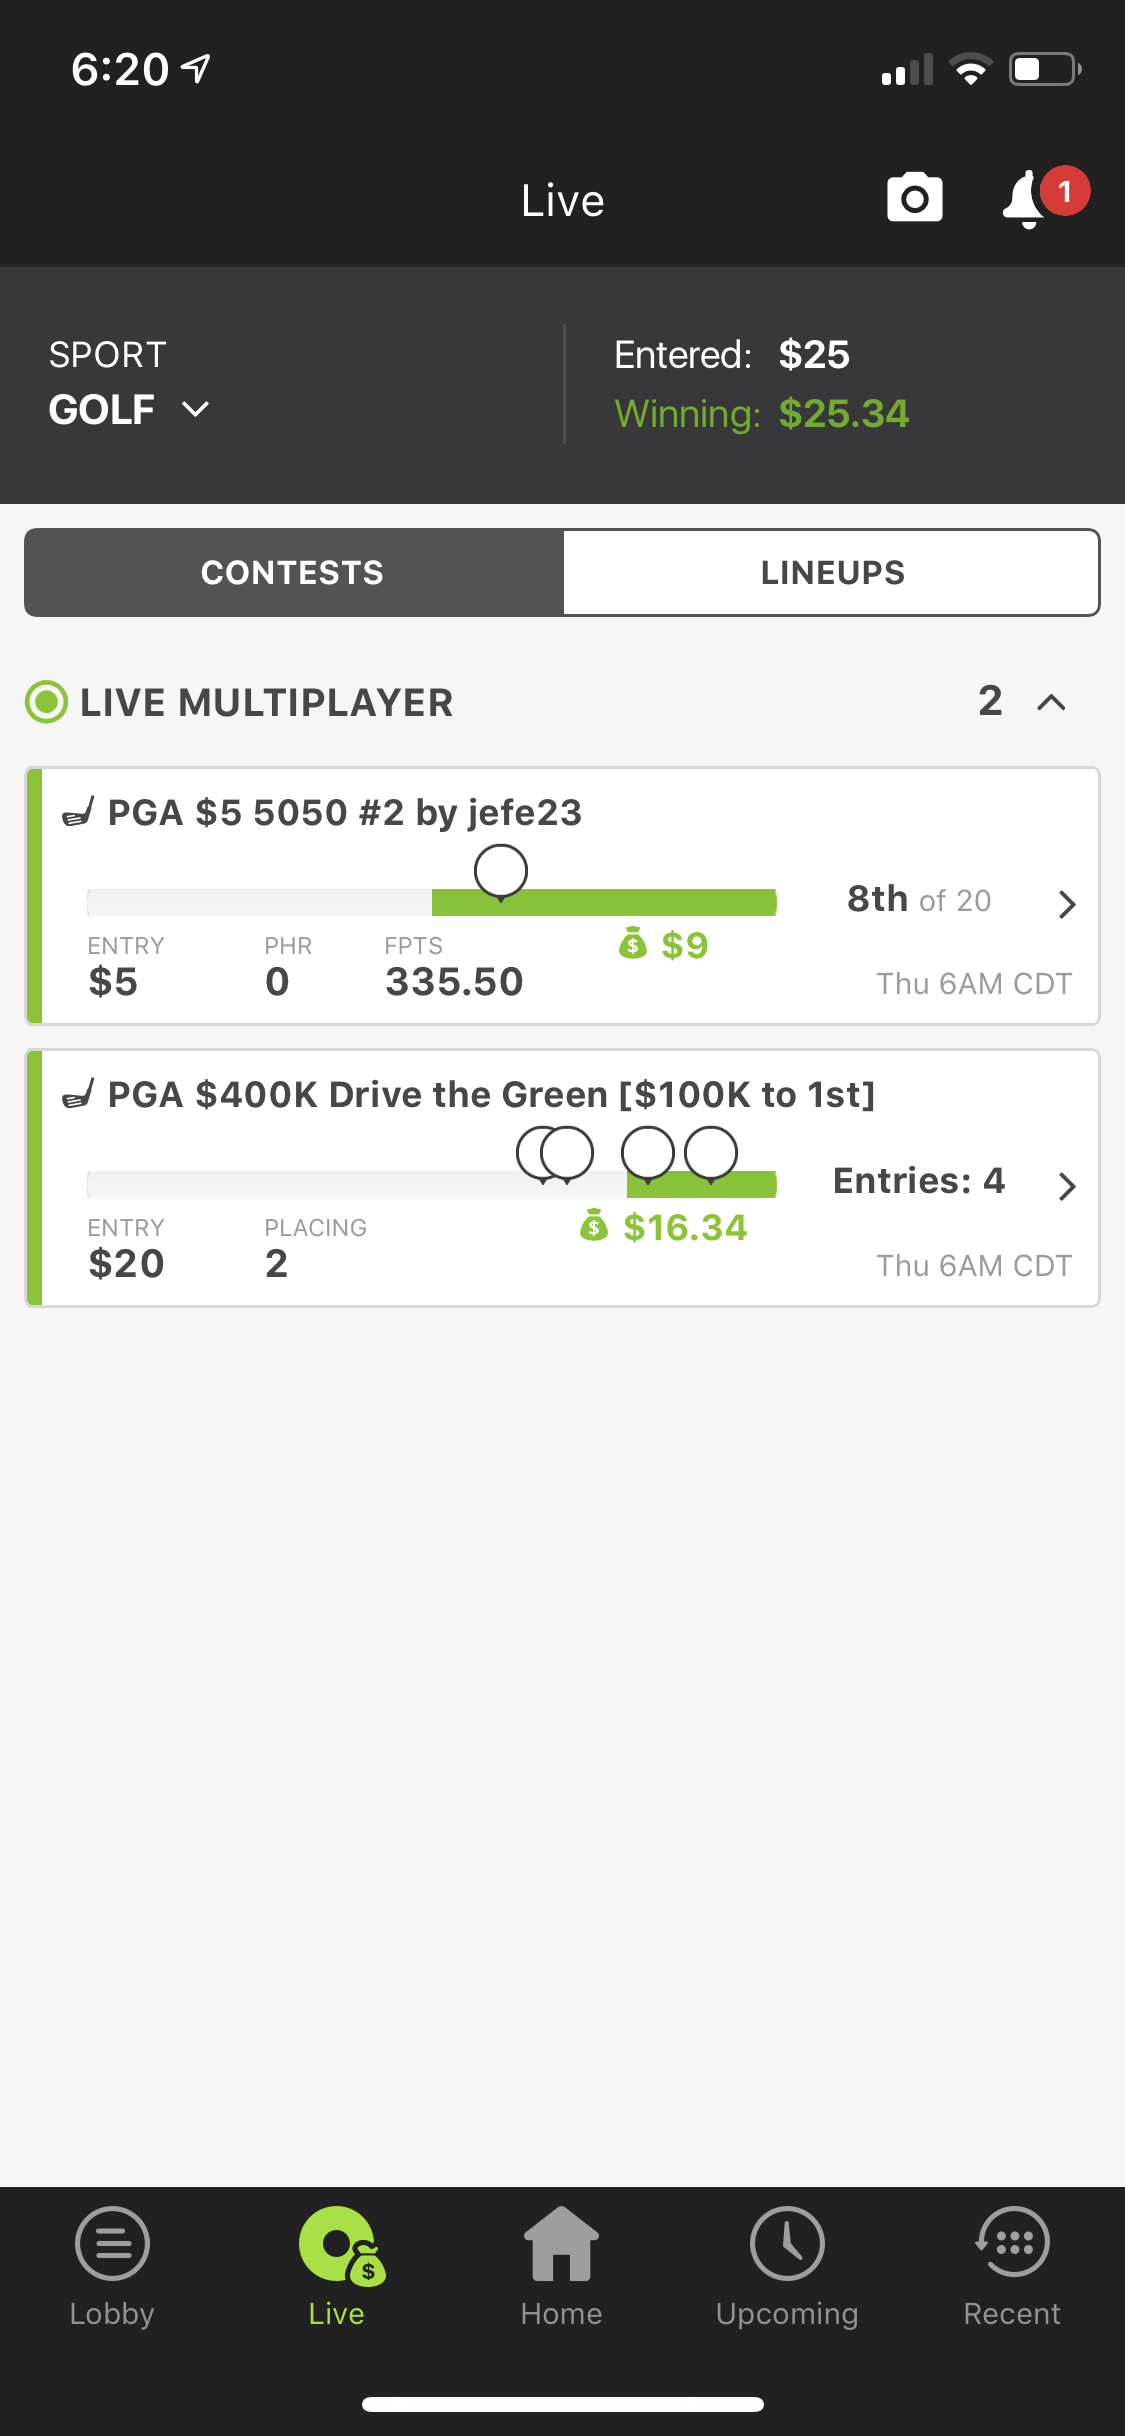 6:20
Live
1
SPORT
GOLF
Entered: $25
Winning: $25.34
CONTESTS
LINEUPS
LIVE MULTIPLAYER
2
PGA $5 5050 #2 by jefe23
8th of 20
ENTRY
$5
PHR
0
FPTS
335.50
$ $9
Thu 6AM CDT
PGA $400K Drive the Green [$100K to 1st]
Entries: 4
ENTRY
$20
PLACING
2
$ $16.34
Thu 6AM CDT
$
Lobby
Live
Home
Upcoming
Recent